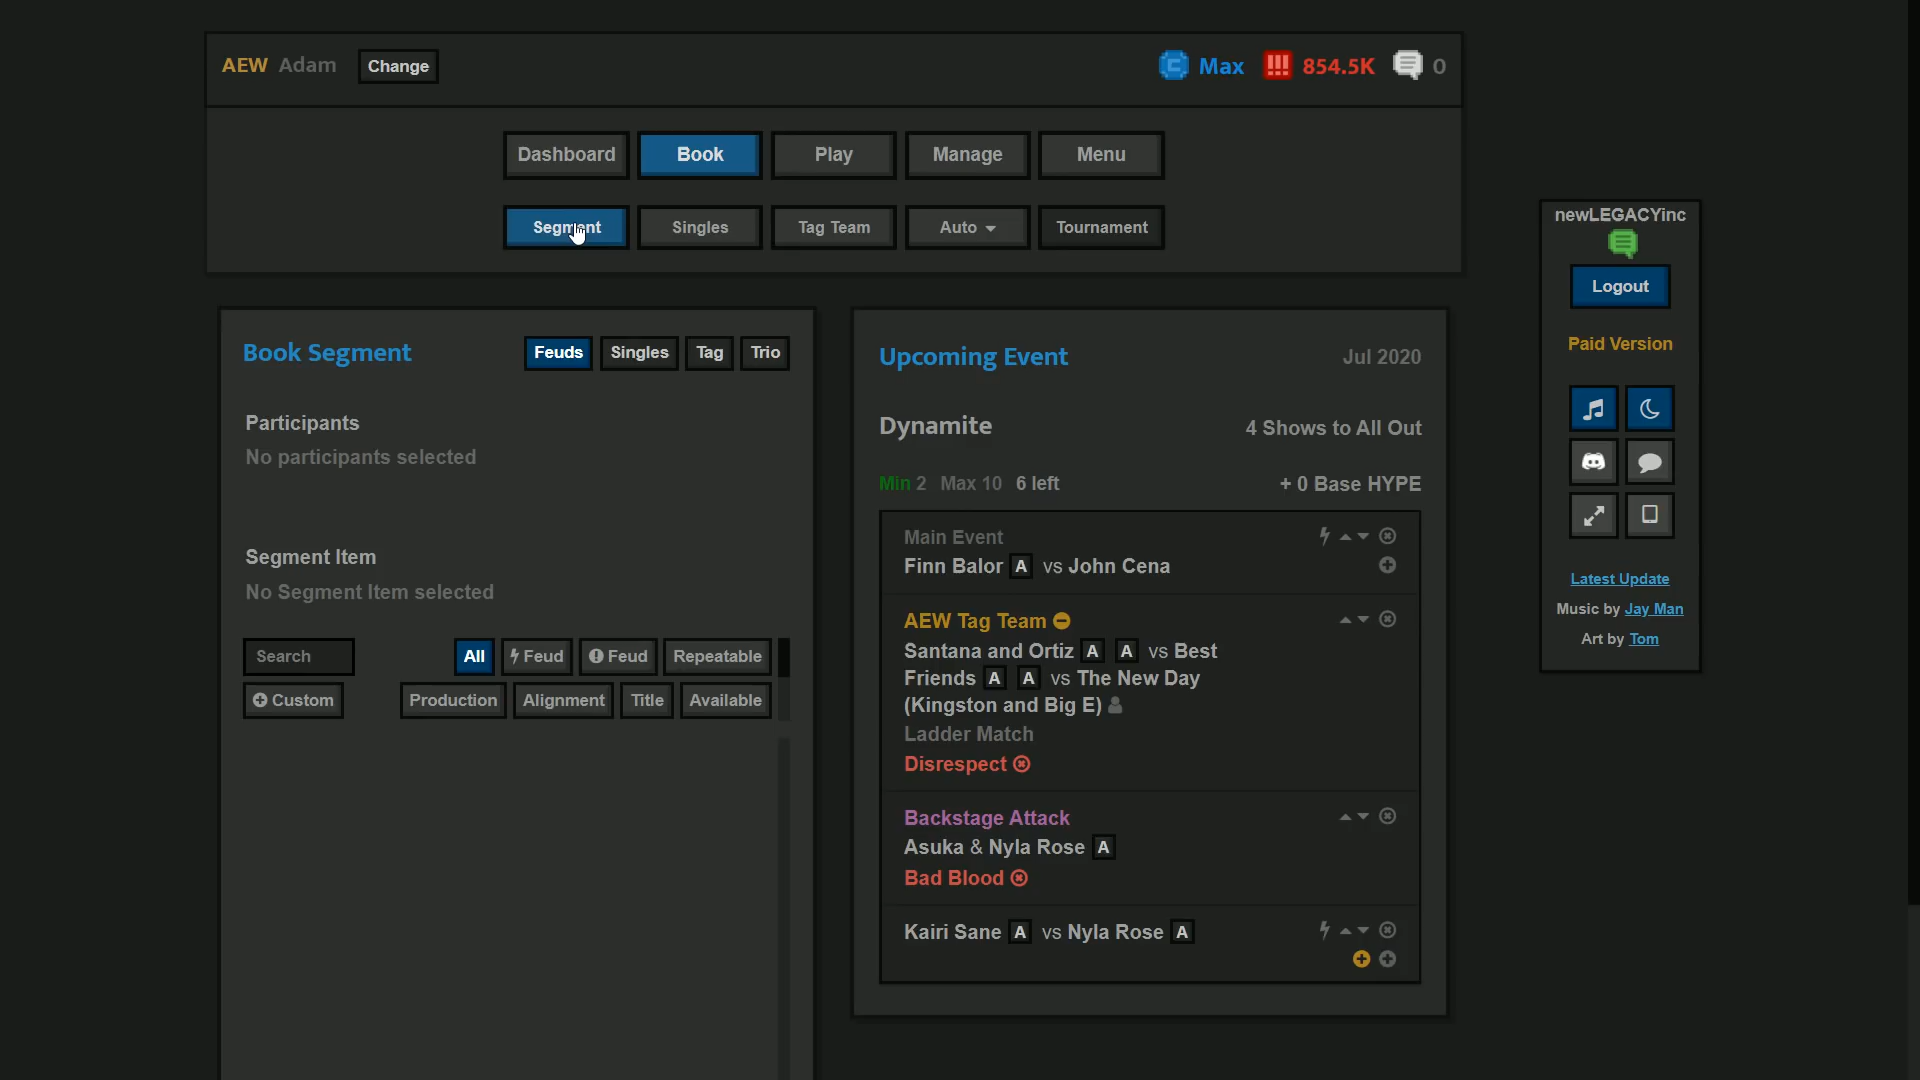 AEW Adam Change Max 854.5K 0
Dashboard Book Play Manage Menu
Segment Singles Tag Team Auto Tournament
Book Segment Feuds Singles Tag Trio
Participants
No participants selected
Segment Item
No Segment Item selected
Search All Feud Feud Repeatable
Custom Production Alignment Title Available
Upcoming Event Jul 2020
Dynamite 4 Shows to All Out
Min 2 Max 10 6 left + 0 Base HYPE
Main Event
Finn Balor A vs John Cena
AEW Tag Team
Santana and Ortiz A A vs Best
Friends A A vs The New Day
(Kingston and Big E)
Ladder Match
Disrespect
Backstage Attack
Asuka & Nyla Rose A
Bad Blood
Kairi Sane A vs Nyla Rose A
newLEGACYinc
Logout
Paid Version
Latest Update
Music by Jay Man
Art by Tom